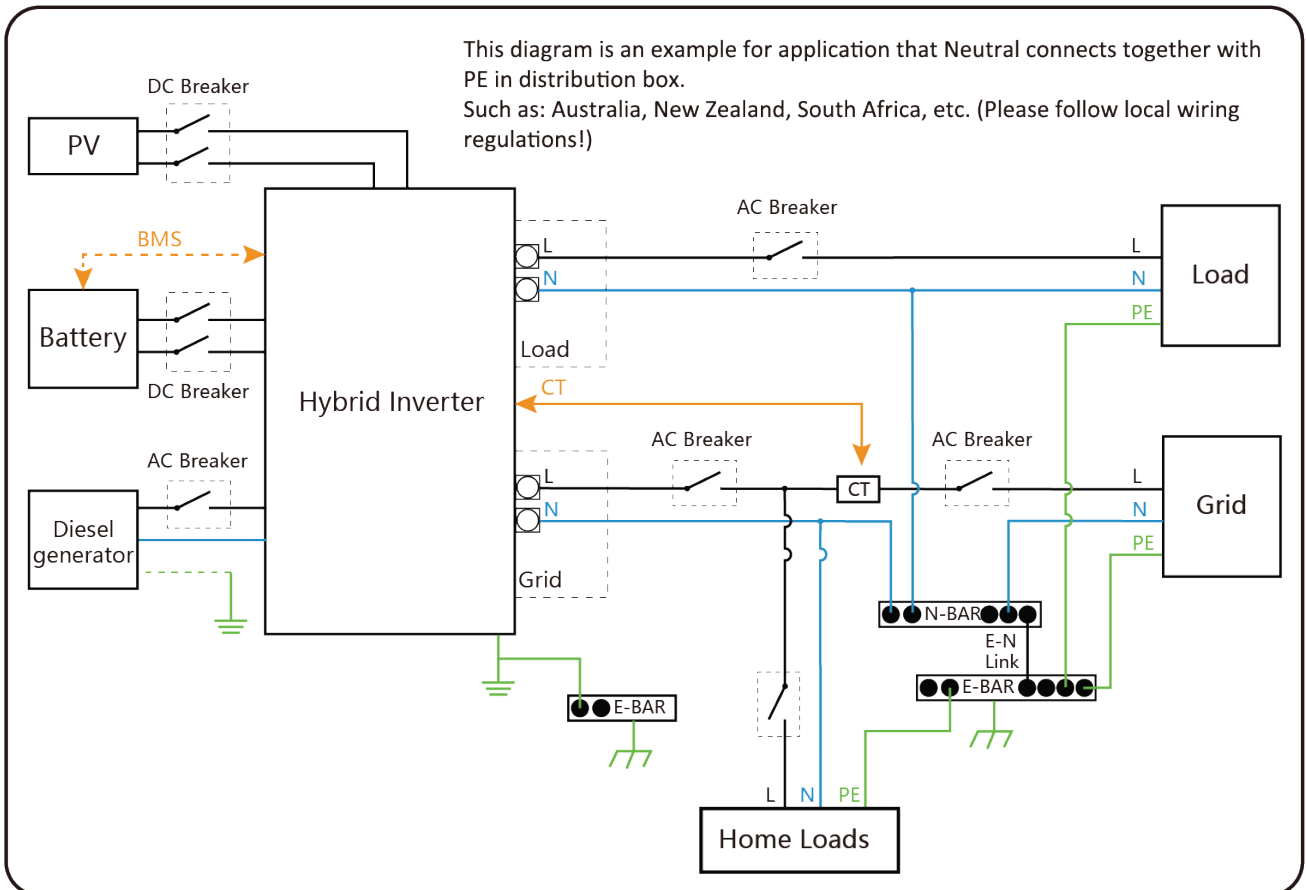 This diagram is an example for application that Neutral connects together with
PE in distribution box.
Such as: Australia, New Zealand, South Africa, etc. (Please follow local wiring
regulations!)
DC Breaker
PV
AC Breaker
BMS
L
L
Load
N
N
PE
Battery
Load
DC Breaker
CT
Hybrid Inverter
AC Breaker
AC Breaker
AC Breaker
L
CT
L
Grid
N
N
Diesel
generator
PE
Grid
N-BAR
E-N
Link
E-BAR
E-BAR
L
N
PE
Home Loads